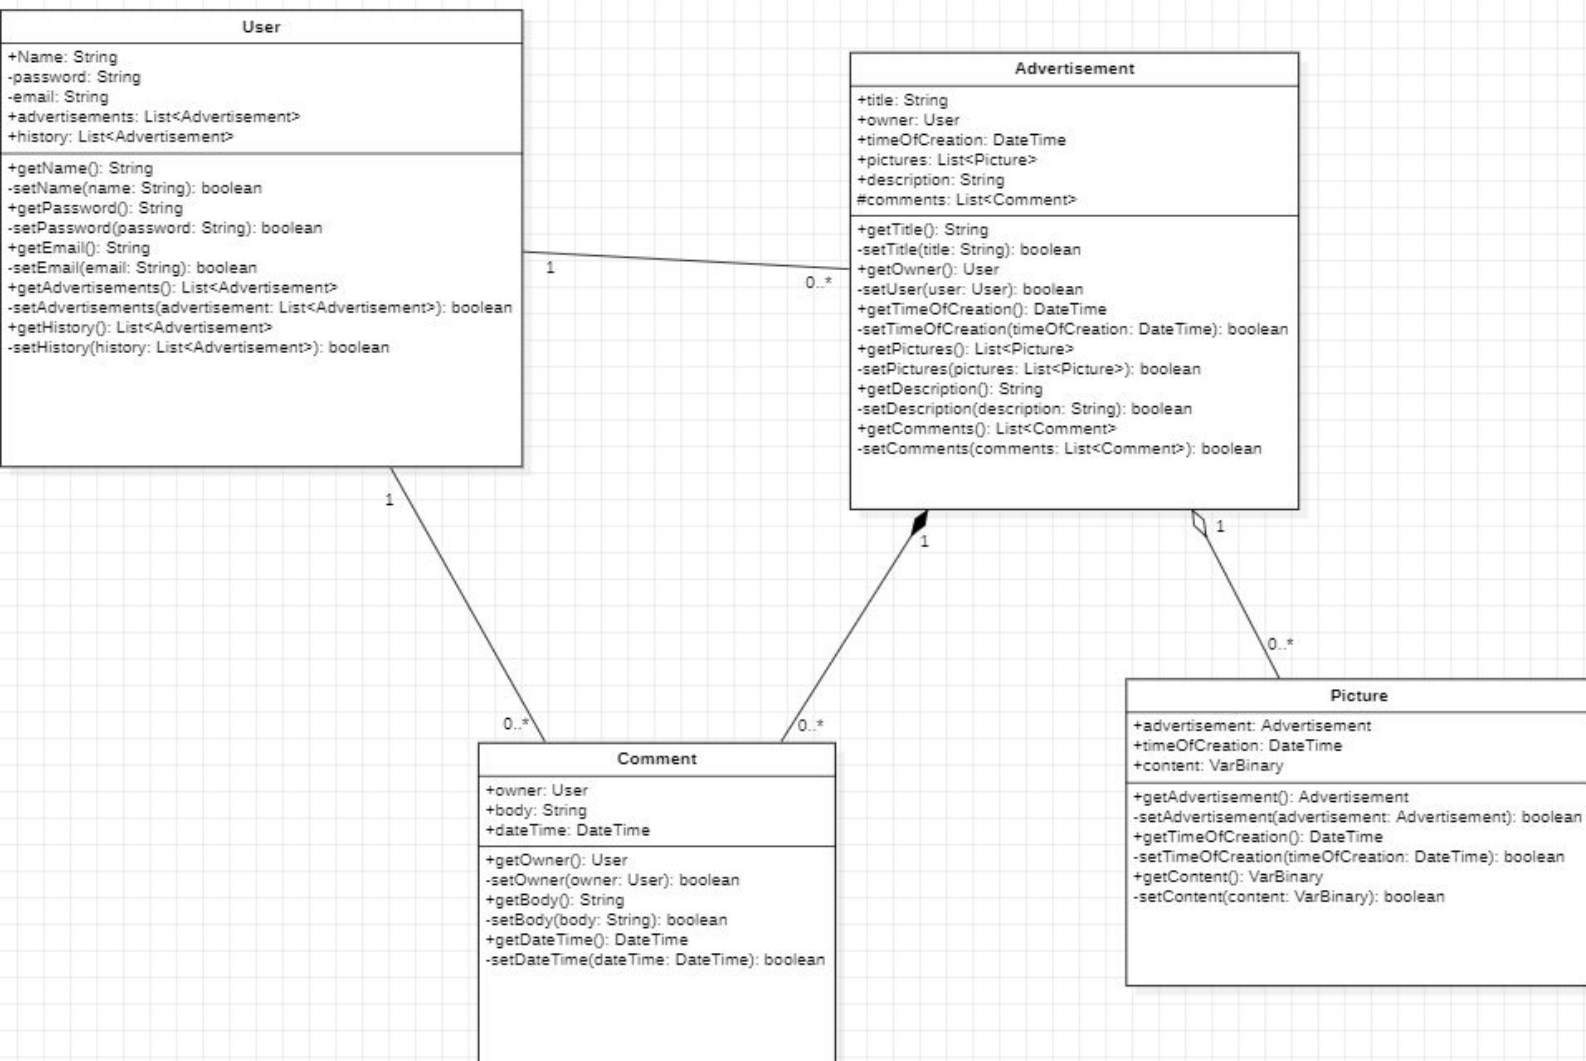 User
+Name: String
-password: String
-email: String
+advertisements: List<Advertisement>
+history: List<Advertisement>
+getName(): String
-setName(name: String): boolean
+getPassword(): String
-setPassword(password: String): boolean
+getEmail(): String
-setEmail(email: String): boolean
+getAdvertisements(): List<Advertisement>
-setAdvertisements(advertisement: List<Advertisement>): boolean
+getHistory(): List<Advertisement>
-setHistory(history: List<Advertisement>): boolean
1
0..*
Advertisement
+title: String
+owner: User
+timeOfCreation: DateTime
+pictures: List<Picture>
+description: String
#comments: List<Comment>
+getTitle(): String
-setTitle(title: String): boolean
+getOwner(): User
-setUser(user: User): boolean
+getTimeOfCreation(): DateTime
-setTimeOfCreation(timeOfCreation: DateTime): boolean
+getPictures(): List<Picture>
-setPictures(pictures: List<Picture>): boolean
+getDescription(): String
-setDescription(description: String): boolean
+getComments(): List<Comment>
-setComments(comments: List<Comment>): boolean
1
0..*
1
0..*
1
0..*
Comment
+owner: User
+body: String
+dateTime: DateTime
+getOwner(): User
-setOwner(owner: User): boolean
+getBody(): String
-setBody(body: String): boolean
+getDateTime(): DateTime
-setDateTime(dateTime: DateTime): boolean
Picture
+advertisement: Advertisement
+timeOfCreation: DateTime
+content: VarBinary
+getAdvertisement(): Advertisement
-setAdvertisement(advertisement: Advertisement): boolean
+getTimeOfCreation(): DateTime
-setTimeOfCreation(timeOfCreation: DateTime): boolean
+getContent(): VarBinary
-setContent(content: VarBinary): boolean